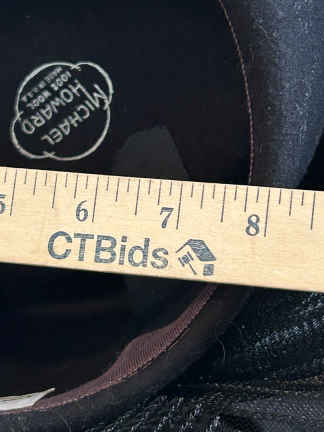 MICHAEL
HOWARD
100% WOOL
MADE IN U.S.A.
5 6 7 8
CTBids